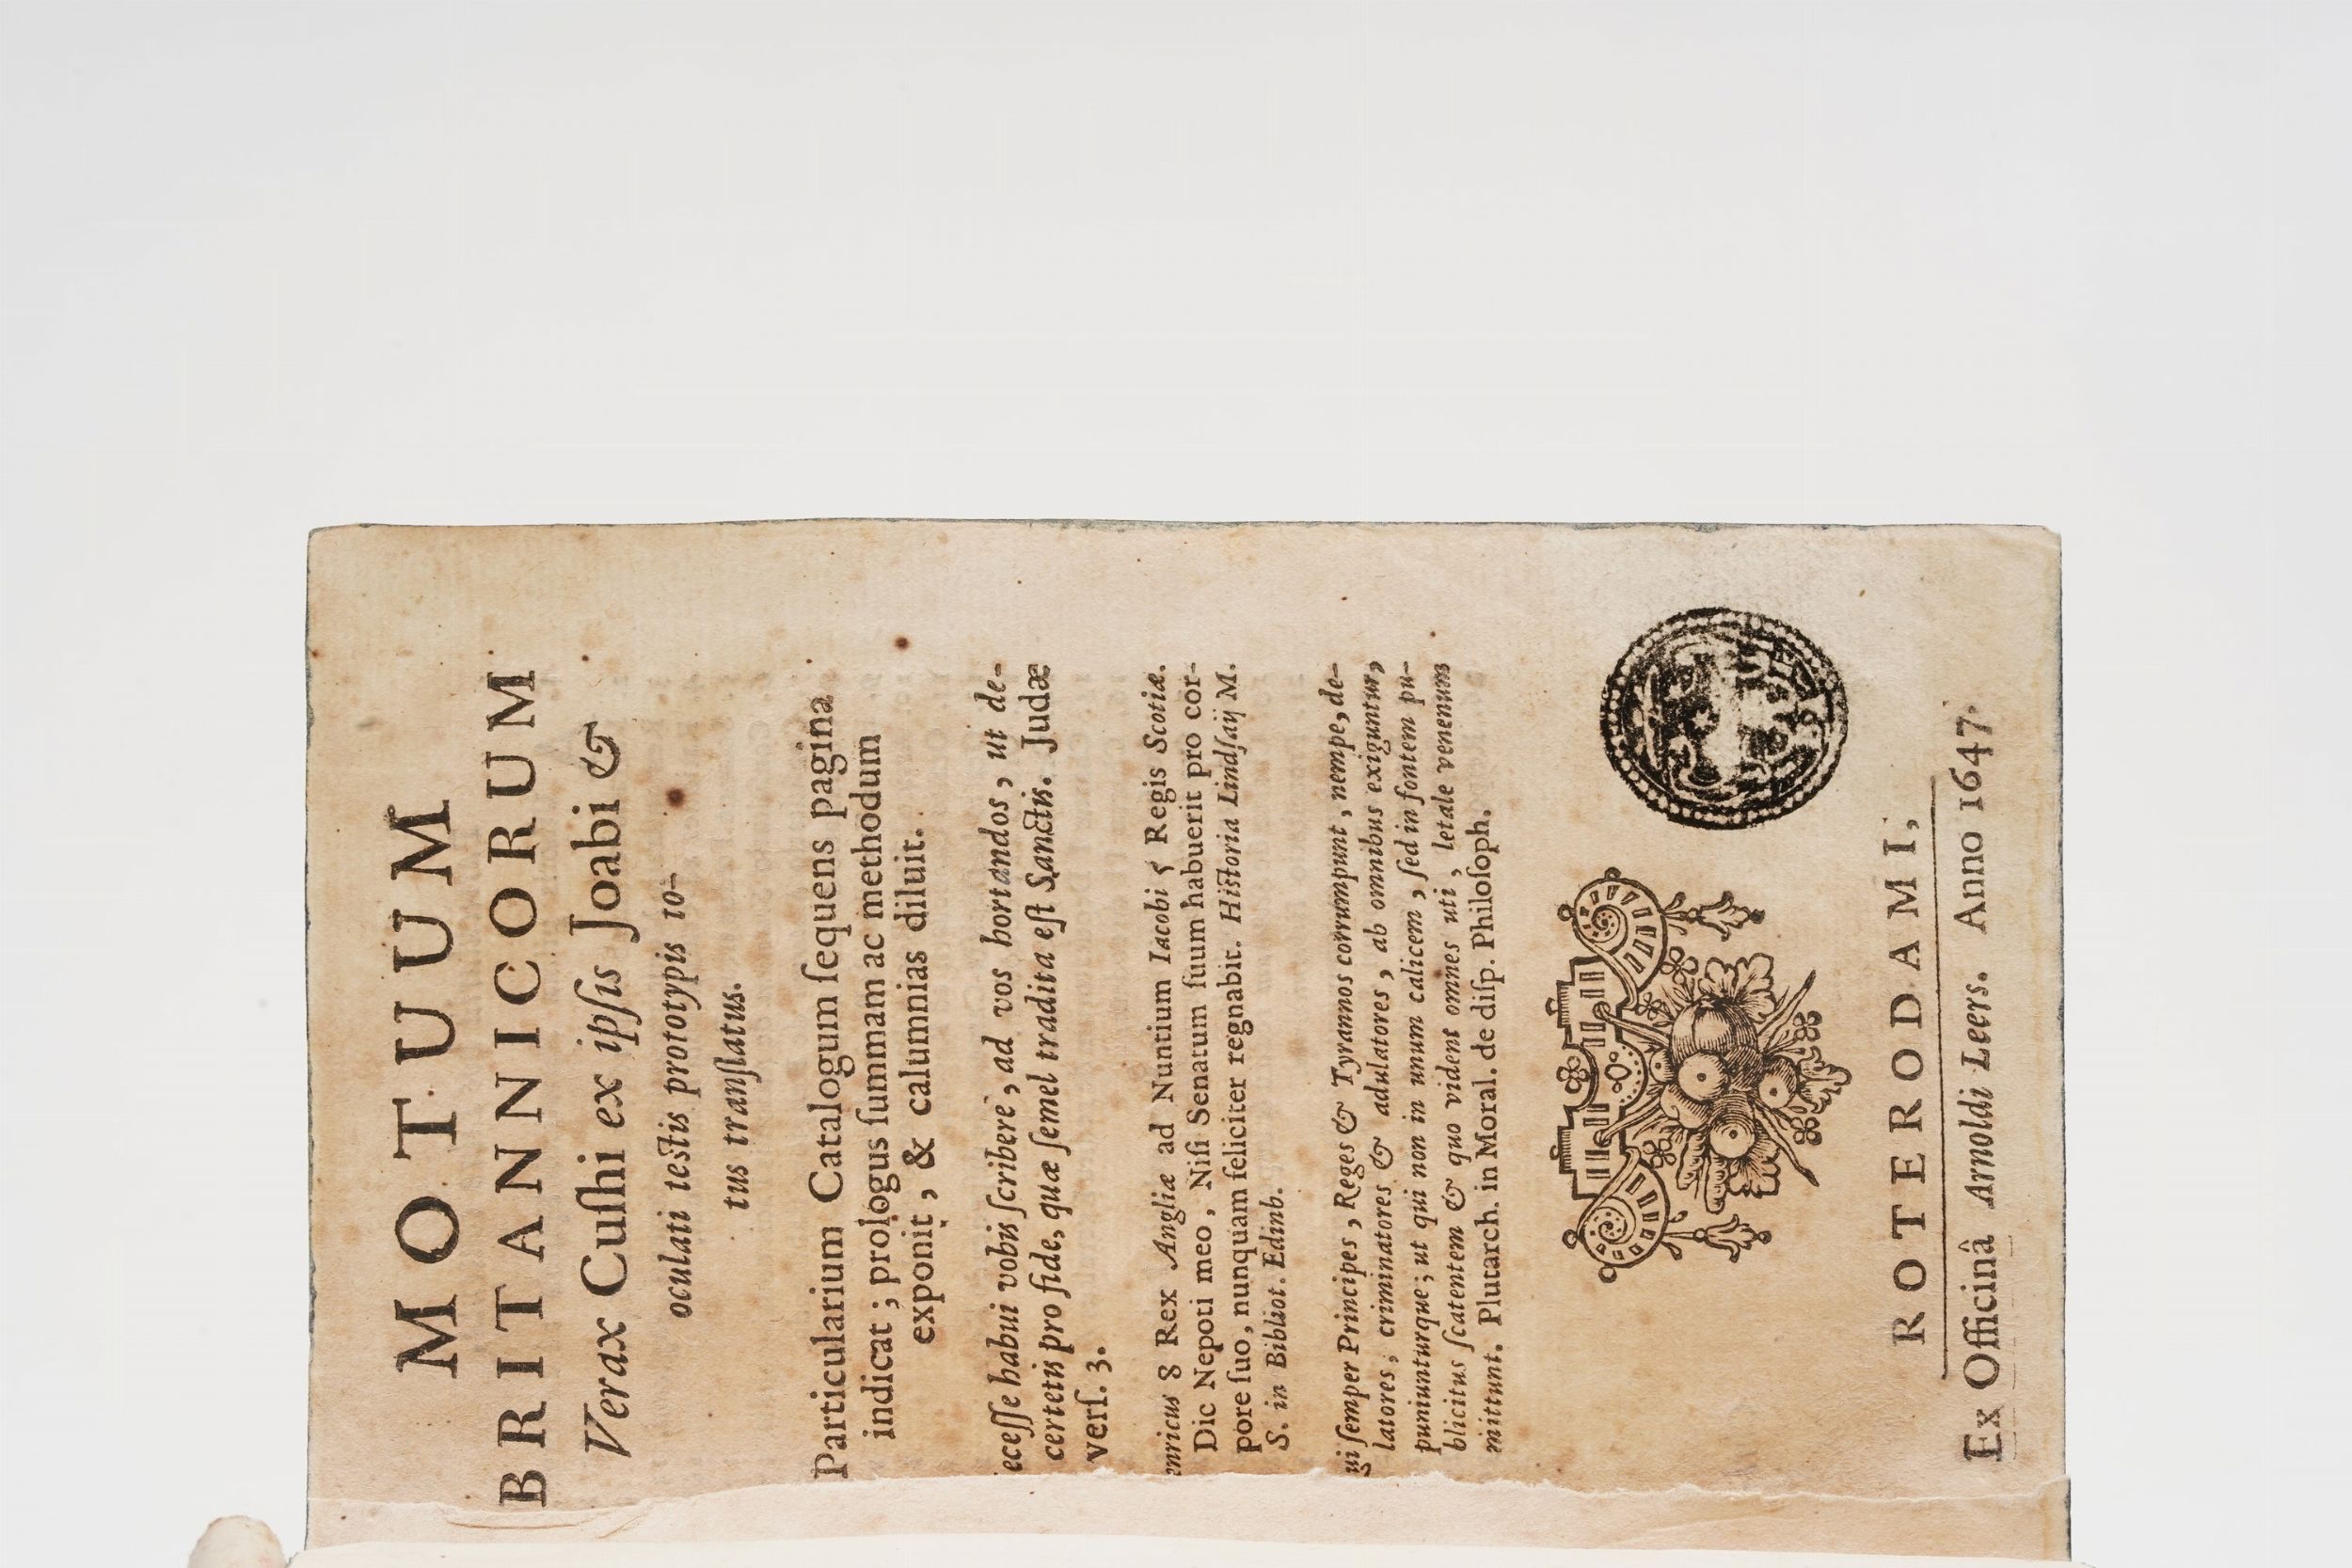 MOTUUM
BRITANNICORUM
Verax Cuſhi ex ipſis Joabi &
oculati teſtis prototypis to-
tus tranſlatus.
Particularium Catalogum ſequens pagina
indicat ; prologus ſummam ac methodum
exponit , & calumnias diluit.
eceſſe habui vobis ſcribere , ad vos hortandos , ut de-
certetis pro fide, quæ ſemel tradita eſt Sanctis. Judæ
verſ. 3.
enricus 8 Rex Angliæ ad Nuntium Iacobi 5 Regis Scotiæ.
Dic Nepoti meo , Niſi Senatum ſuum habuerit pro cor-
pore ſuo, nunquam feliciter regnabit. Hiſtoria Lindſaij M.
S. in Bibliot. Edinb.
ui ſemper Principes , Reges & Tyrannos corrumpunt , nempe, de-
latores ; criminatores & adulatores , ab omnibus exiguntur,
puniunturque ; ut qui non in unum calicem , ſed in fontem pu-
blicitus ſcatentem & quo vident omnes uti , letale venenum
mittunt. Plutarch. in Moral. de diſp. Philoſoph.
ROTERODAMI,
Ex Officinâ Arnoldi Leers. Anno 1647.